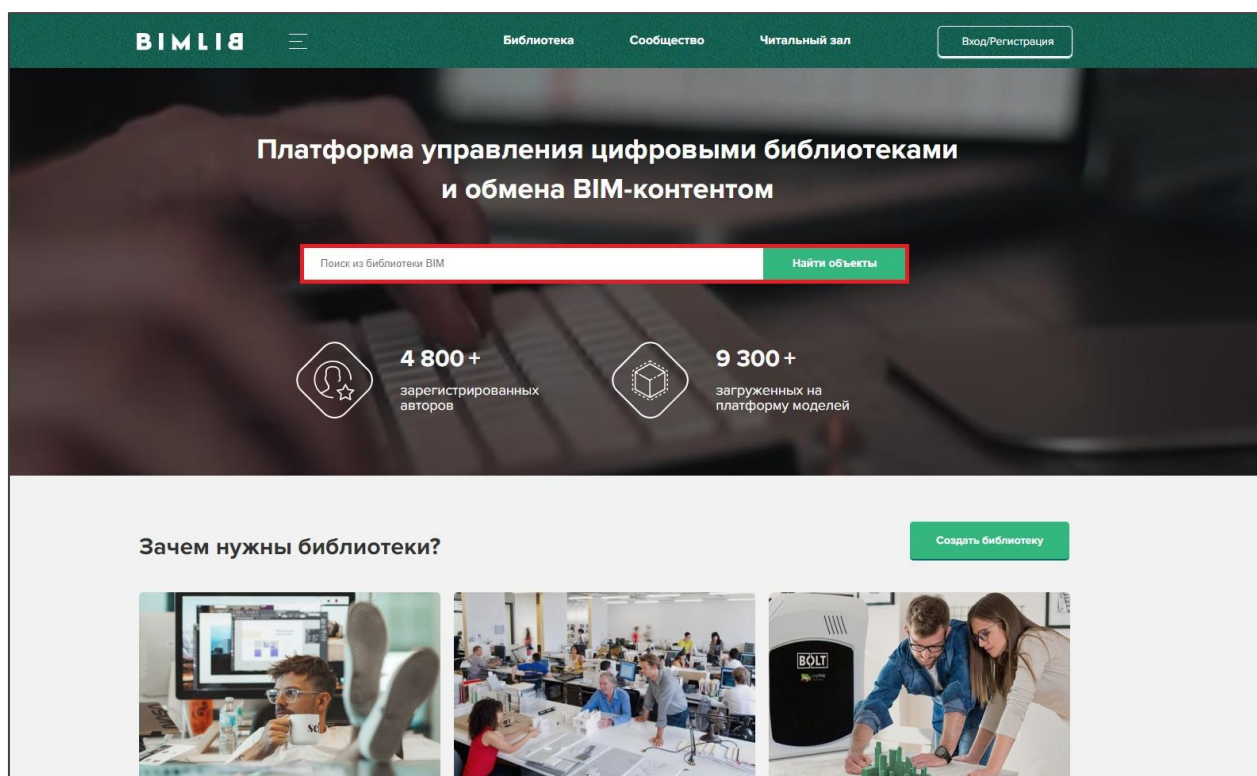 BIMLIB
Библиотека
Сообщество
Читальный зал
Вход/Регистрация
Платформа управления цифровыми библиотеками
и обмена BIM-контентом
Поиск из библиотеки BIM
Найти объекты
4 800 +
зарегистрированных
авторов
9 300 +
загруженных на
платформу моделей
Зачем нужны библиотеки?
Создать библиотеку
BOLT